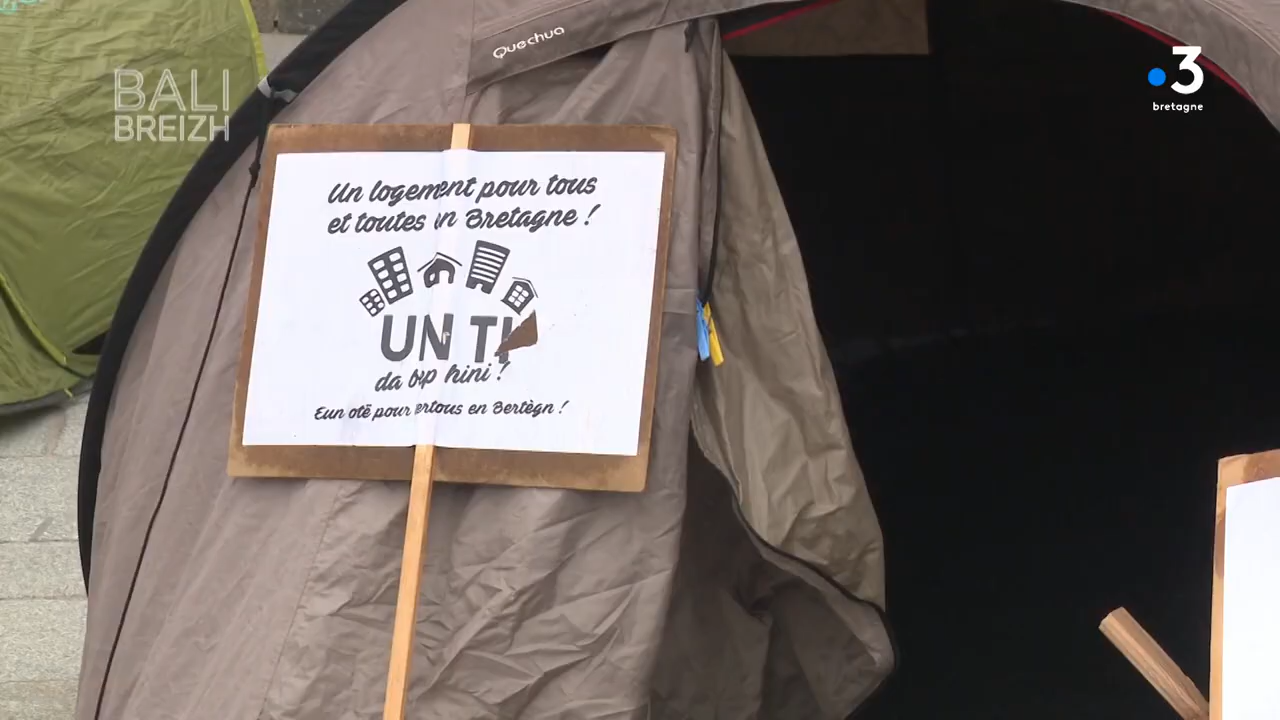 Quechua
BALI
BREIZH
3
bretagne
Un logement pour tous
et toutes en Bretagne !
UN TI
da bep hini !
Eun otë pour ertous en Bertègn !